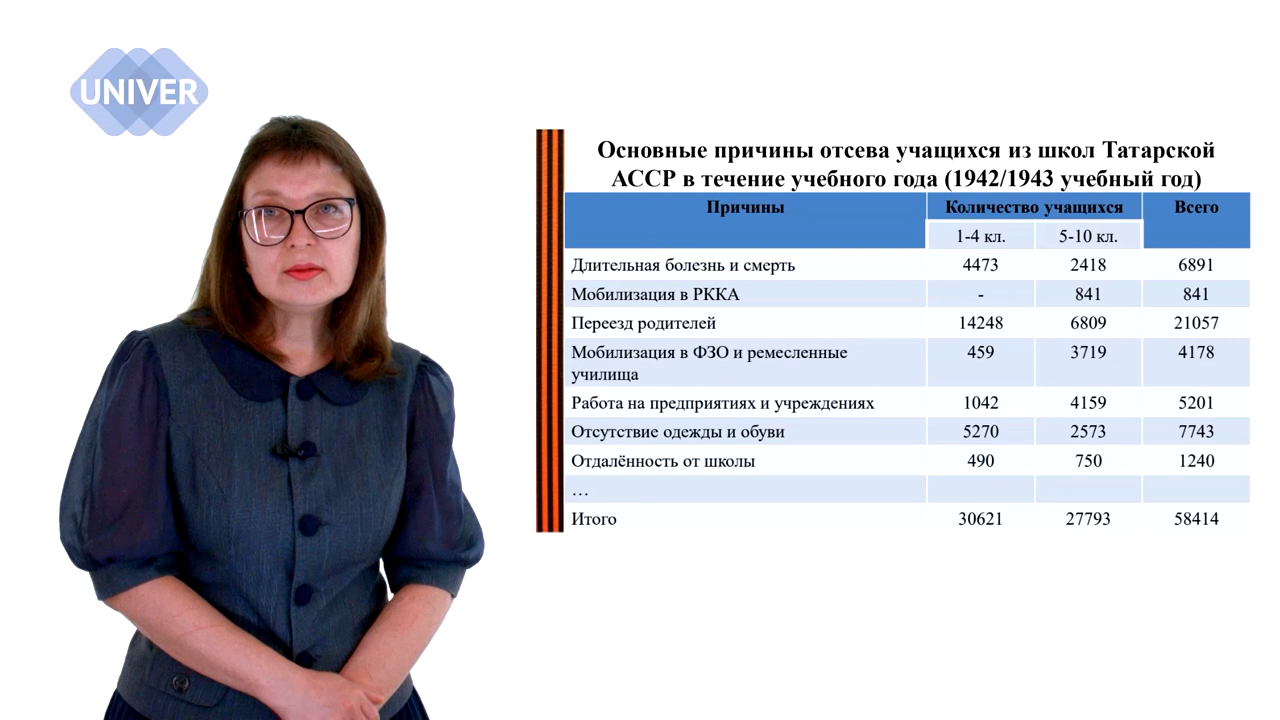 UNIVER
Основные причины отсева учащихся из школ Татарской
АССР в течение учебного года (1942/1943 учебный год)
Причины Количество учащихся Всего
1-4 кл. 5-10 кл.
Длительная болезнь и смерть 4473 2418 6891
Мобилизация в РККА - 841 841
Переезд родителей 14248 6809 21057
Мобилизация в ФЗО и ремесленные 459 3719 4178
училища
Работа на предприятиях и учреждениях 1042 4159 5201
Отсутствие одежды и обуви 5270 2573 7743
Отдалённость от школы 490 750 1240
…
Итого 30621 27793 58414